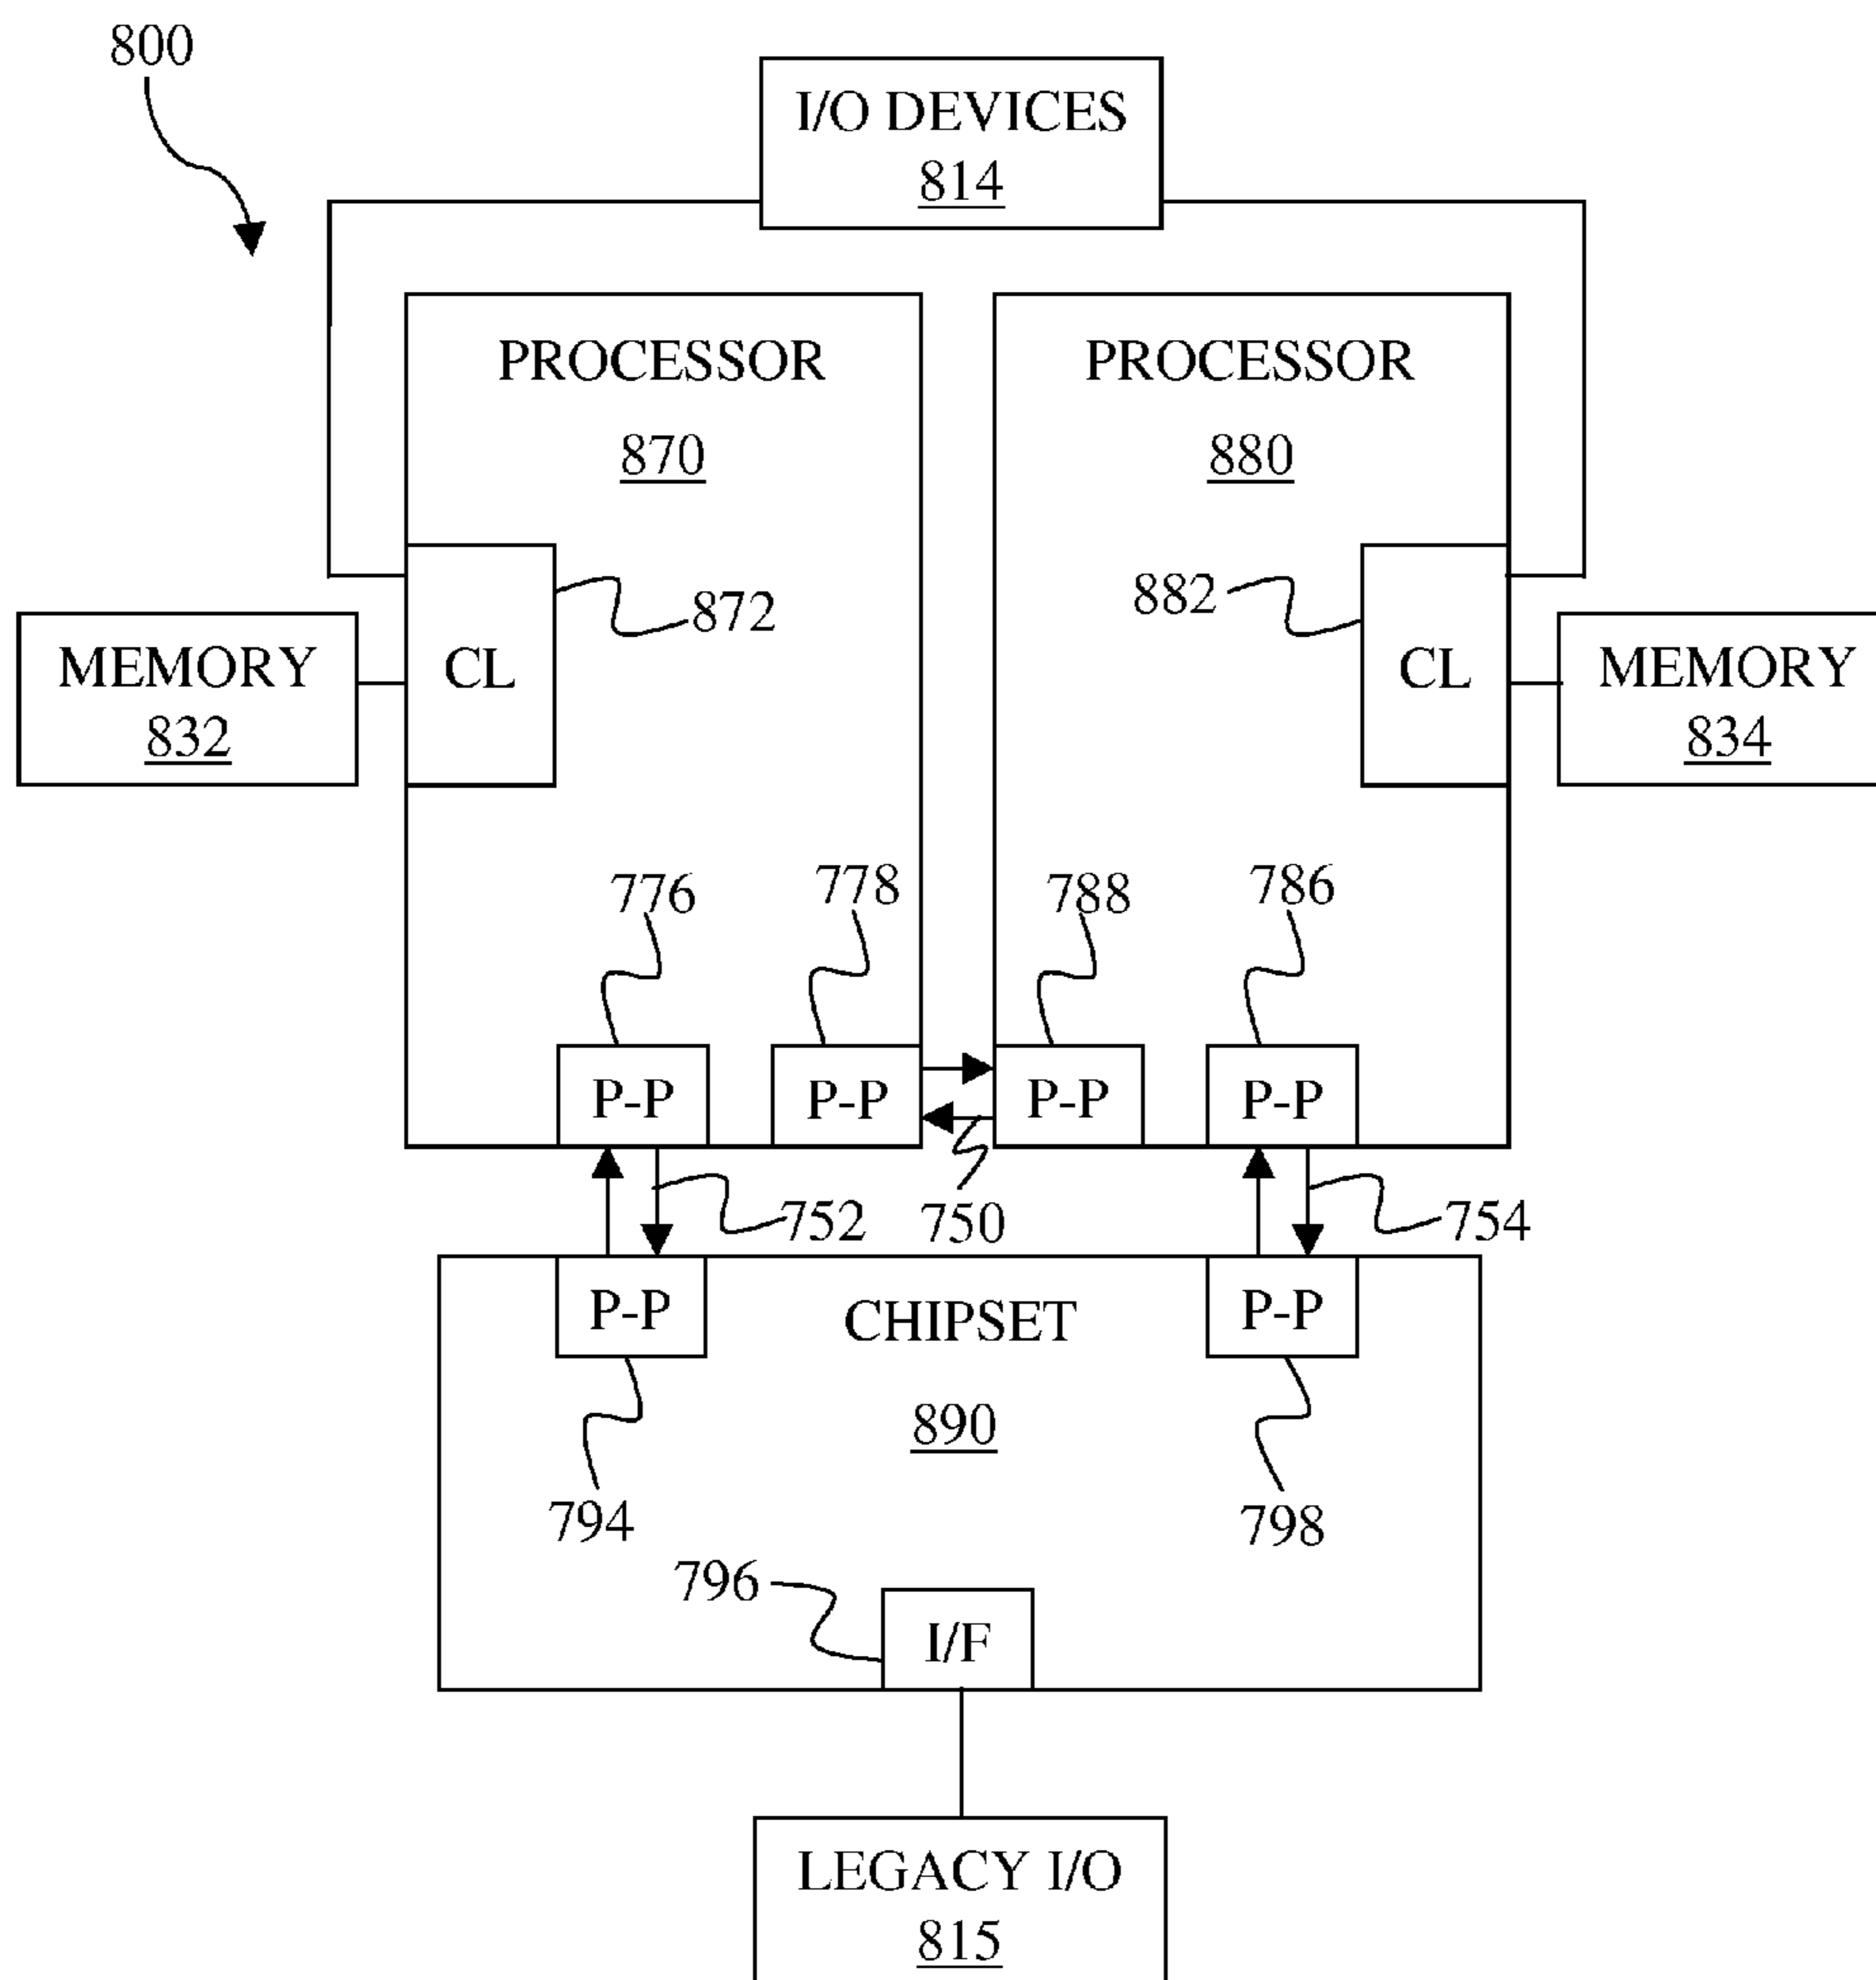 800
I/O DEVICES
814
PROCESSOR
870
PROCESSOR
880
872
882
MEMORY
832
CL
CL
MEMORY
834
776
778
788
786
P-P
P-P
P-P
P-P
752
750
754
P-P
CHIPSET
P-P
890
794
798
796
I/F
LEGACY I/O
815